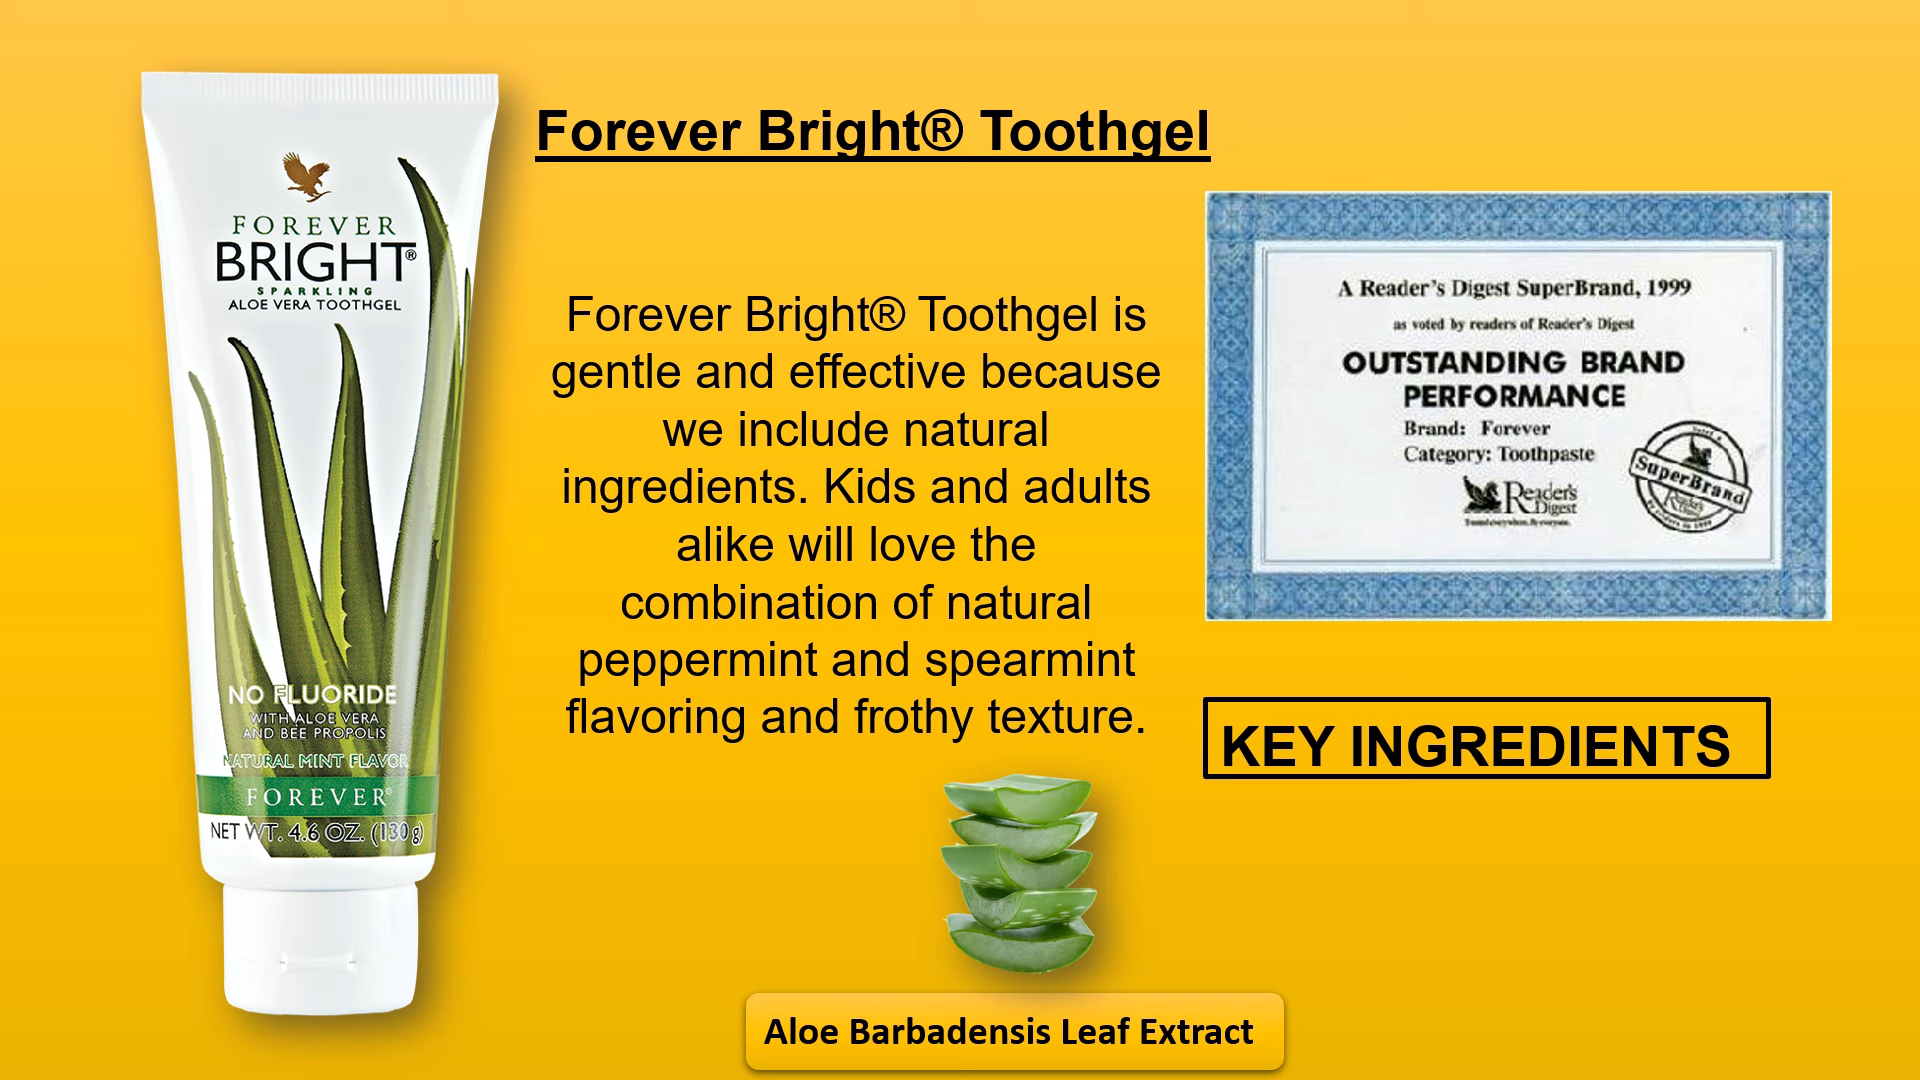 Forever Bright® Toothgel
FOREVER
BRIGHT®
SPARKLING
ALOE VERA TOOTHGEL
NO FLUORIDE
WITH ALOE VERA
AND BEE PROPOLIS
NATURAL MINT FLAVOR
FOREVER®
NET WT. 4.6 OZ. (130 g)
Forever Bright® Toothgel is
gentle and effective because
we include natural
ingredients. Kids and adults
alike will love the
combination of natural
peppermint and spearmint
flavoring and frothy texture.
A Reader's Digest SuperBrand, 1999
as voted by readers of Reader's Digest
OUTSTANDING BRAND
PERFORMANCE
Brand: Forever
Category: Toothpaste
Reader's
Digest
SuperBrand
Reader's
Digest
KEY INGREDIENTS
Aloe Barbadensis Leaf Extract